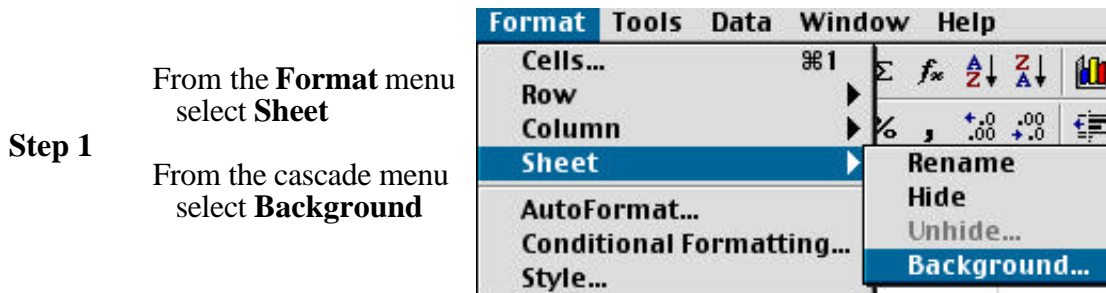 Step 1
From the Format menu
select Sheet
From the cascade menu
select Background
Format Tools Data Window Help
Cells... ⌘1
Row
Column
Sheet
AutoFormat...
Conditional Formatting...
Style...
Rename
Hide
Unhide...
Background...